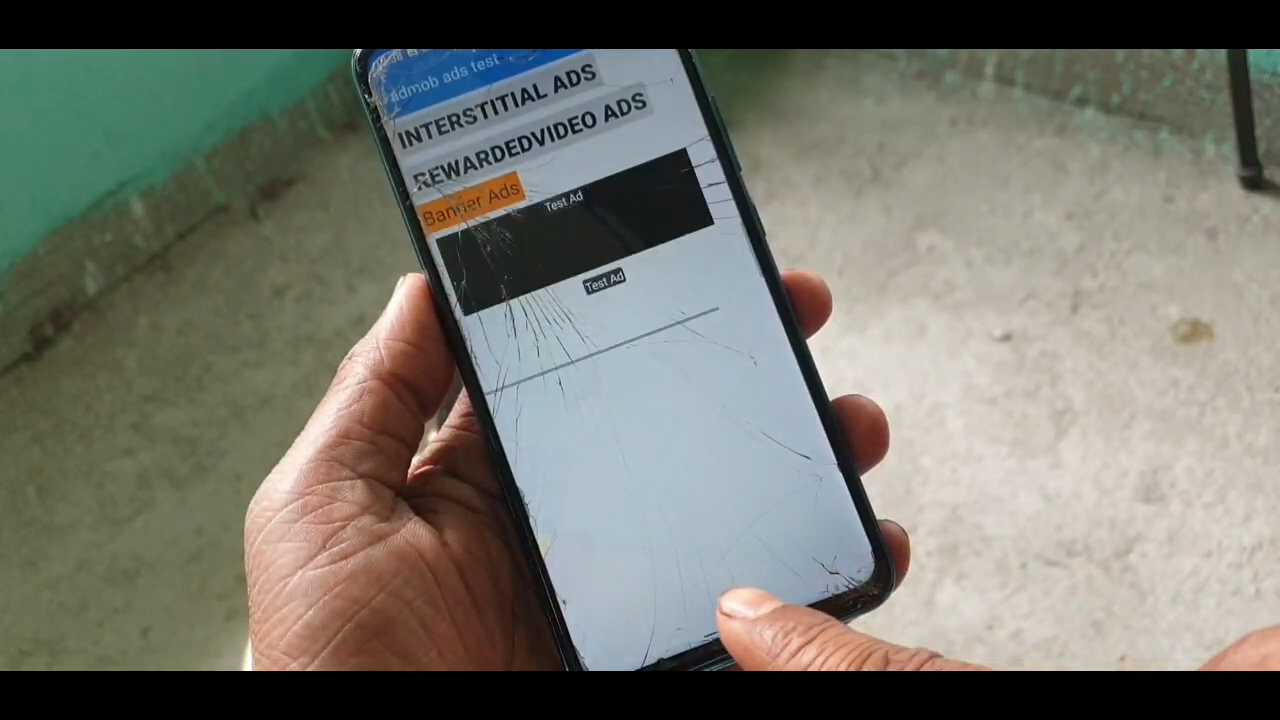 admob ads test
INTERSTITIAL ADS
REWARDEDVIDEO ADS
Banner Ads
Test Ad
Test Ad